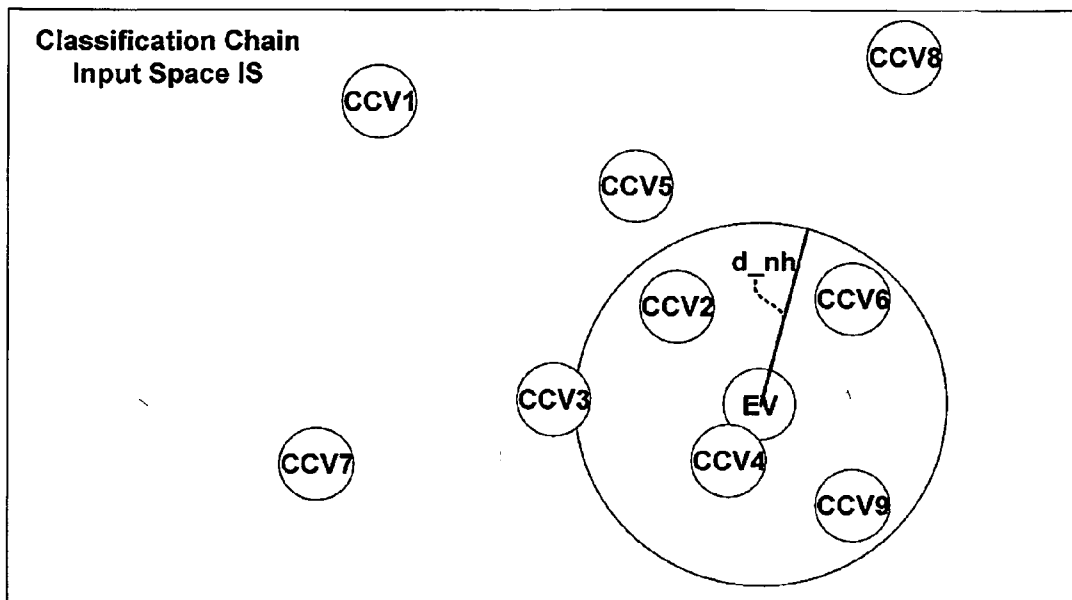 Classification Chain
Input Space IS
CCV8
CCV1
CCV5
d_nh
CCV2
CCV6
CCV3
EV
CCV4
CCV7
CCV9